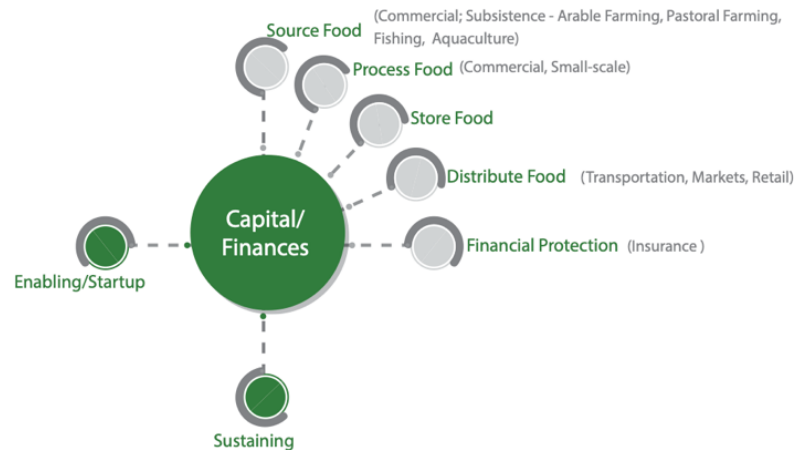 Source Food (Commercial; Subsistence - Arable Farming, Pastoral Farming,
Fishing, Aquaculture)
Process Food (Commercial, Small-scale)
Store Food
Distribute Food (Transportation, Markets, Retail)
Capital/
Finances
Financial Protection (Insurance )
Enabling/Startup
Sustaining